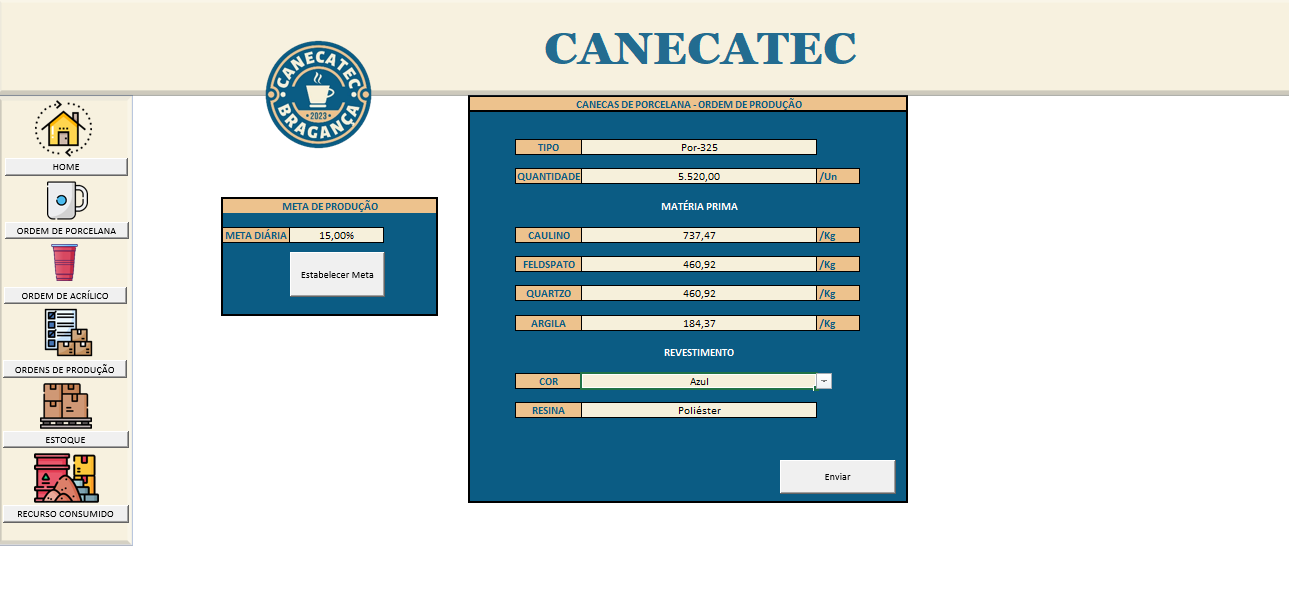 CANECATEC
CANECATEC
BRAGANÇA
•2023•
HOME
ORDEM DE PORCELANA
ORDEM DE ACRÍLICO
ORDENS DE PRODUÇÃO
ESTOQUE
RECURSO CONSUMIDO
META DE PRODUÇÃO
META DIÁRIA 15,00%
Estabelecer Meta
CANECAS DE PORCELANA - ORDEM DE PRODUÇÃO
TIPO Por-325
QUANTIDADE 5.520,00 /Un
MATÉRIA PRIMA
CAULINO 737,47 /Kg
FELDSPATO 460,92 /Kg
QUARTZO 460,92 /Kg
ARGILA 184,37 /Kg
REVESTIMENTO
COR Azul
RESINA Poliéster
Enviar